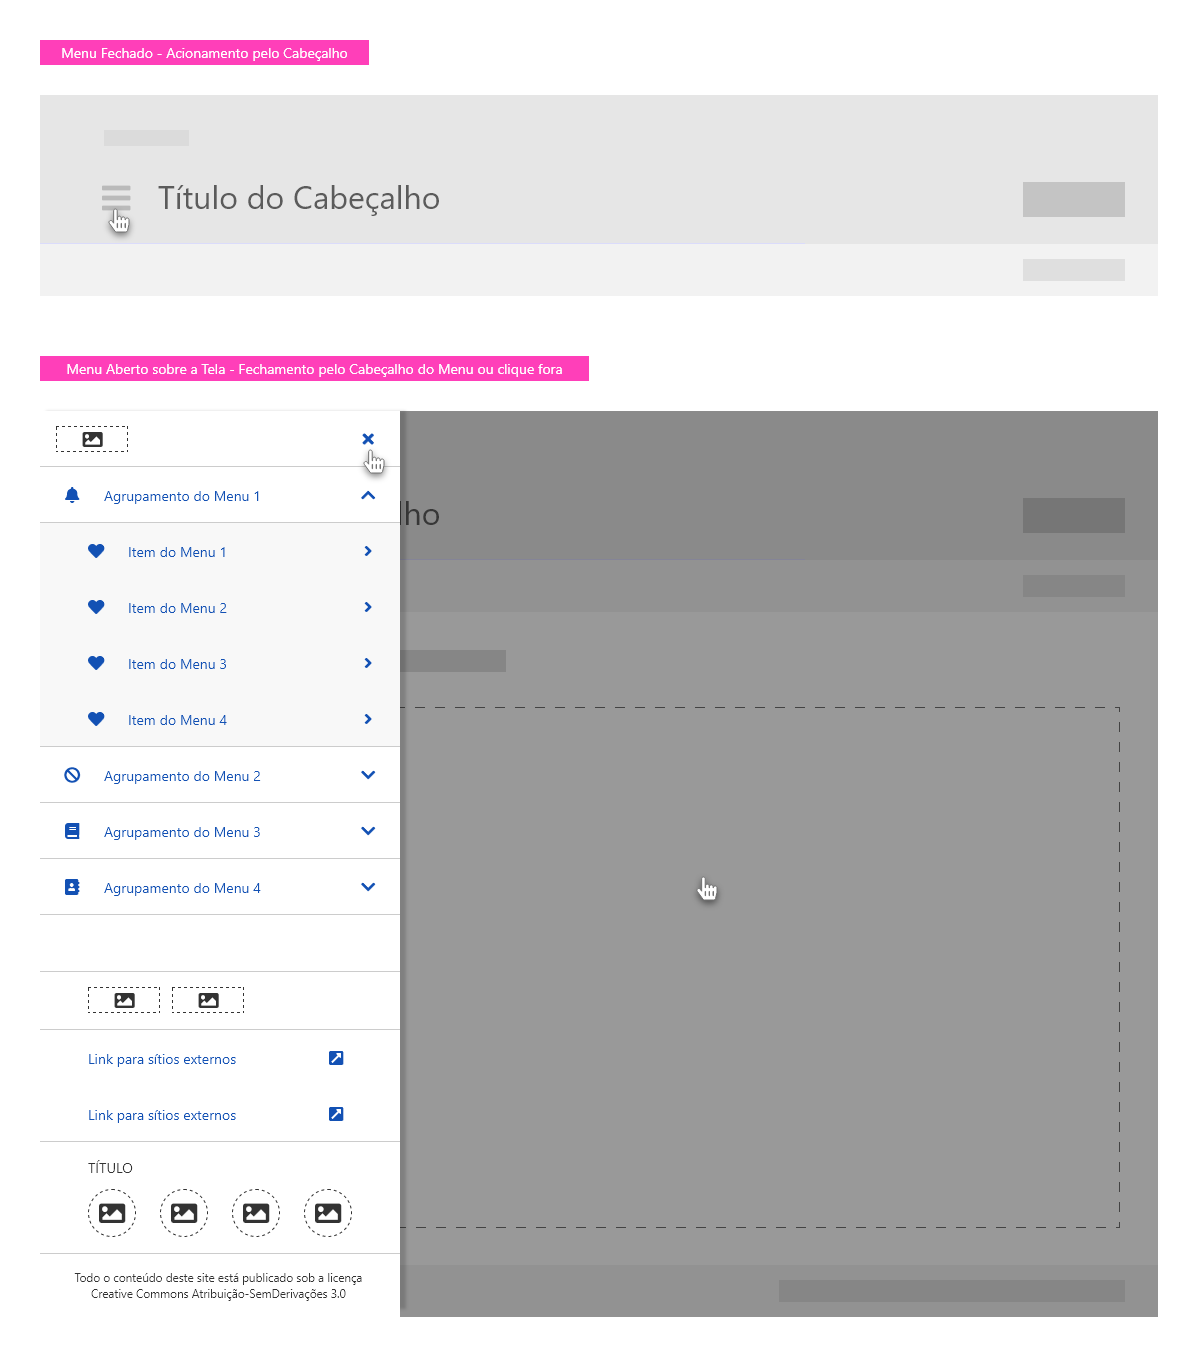 Menu Fechado - Acionamento pelo Cabeçalho
Título do Cabeçalho
Menu Aberto sobre a Tela - Fechamento pelo Cabeçalho do Menu ou clique fora
lho
Agrupamento do Menu 1
Item do Menu 1
Item do Menu 2
Item do Menu 3
Item do Menu 4
Agrupamento do Menu 2
Agrupamento do Menu 3
Agrupamento do Menu 4
Link para sítios externos
Link para sítios externos
TÍTULO
Todo o conteúdo deste site está publicado sob a licença
Creative Commons Atribuição-SemDerivações 3.0